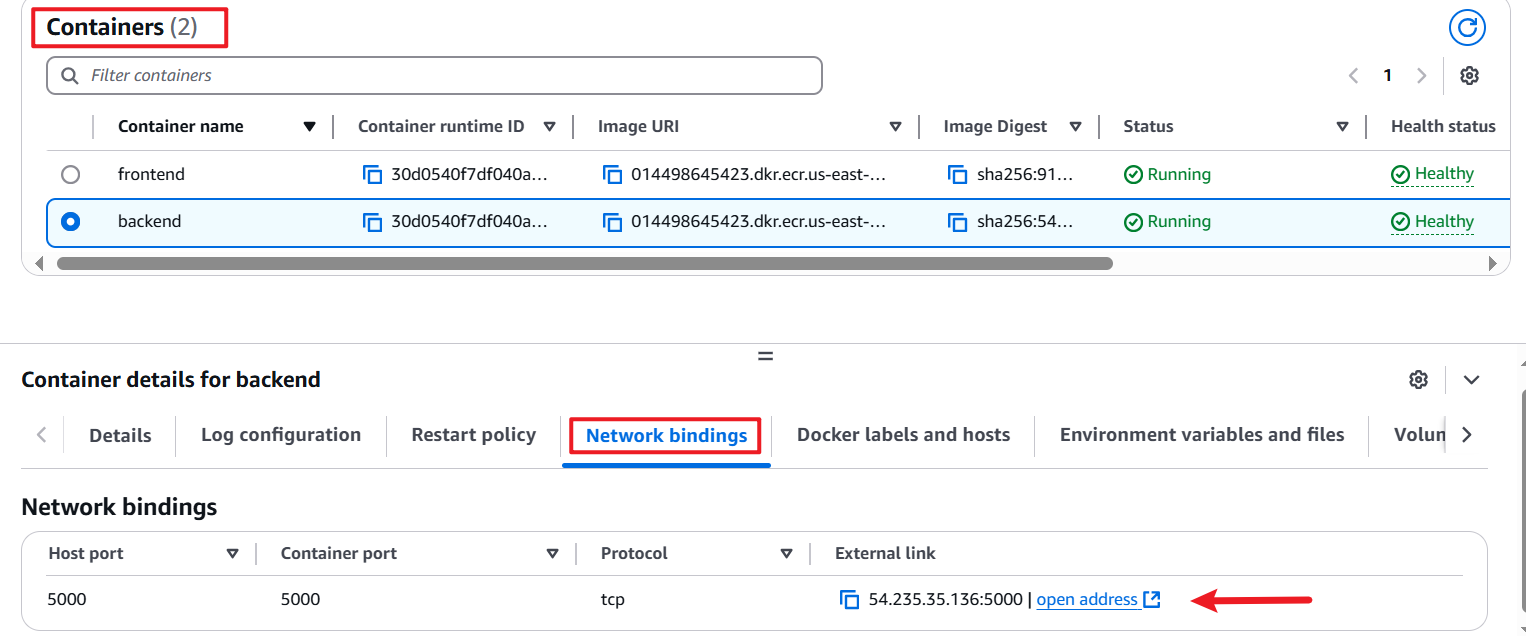 Containers (2)
Filter containers
1
Container name Container runtime ID Image URI Image Digest Status Health status
frontend 30d0540f7df040a... 014498645423.dkr.ecr.us-east-... sha256:91... Running Healthy
backend 30d0540f7df040a... 014498645423.dkr.ecr.us-east-... sha256:54... Running Healthy
Container details for backend
Details Log configuration Restart policy Network bindings Docker labels and hosts Environment variables and files Volum
Network bindings
Host port Container port Protocol External link
5000 5000 tcp 54.235.35.136:5000 | open address